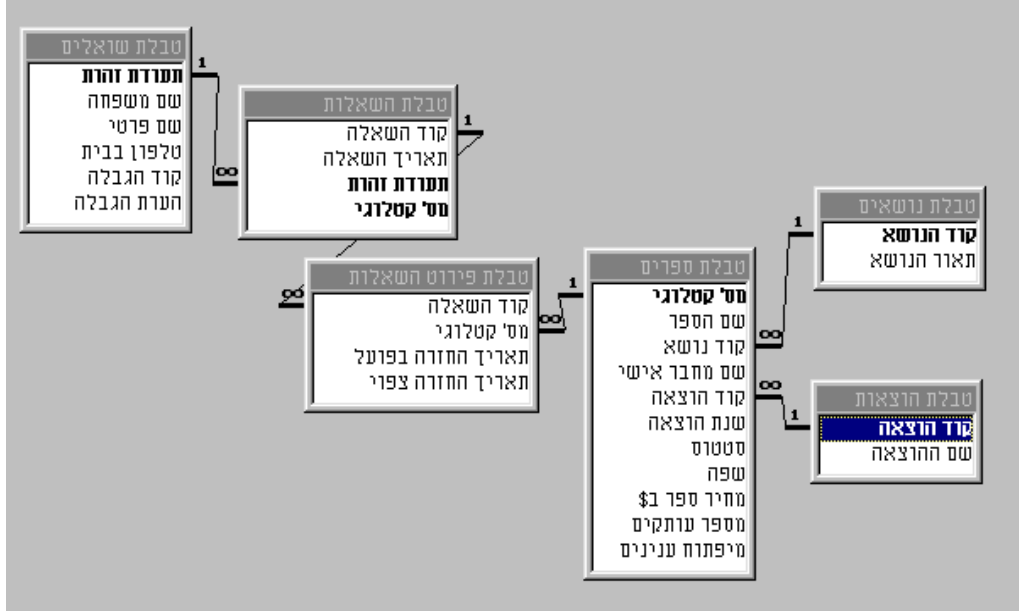 טבלת שואלים
תעודת זהות
שם משפחה
שם פרטי
טלפון בבית
קוד הגבלה
הערת הגבלה
1
∞
טבלת השאלות
קוד השאלה
תאריך השאלה
תעודת זהות
מס' קטלוגי
1
∞
טבלת פירוט השאלות
קוד השאלה
מס' קטלוגי
תאריך החזרה בפועל
תאריך החזרה צפוי
∞
1
טבלת ספרים
מס' קטלוגי
שם הספר
קוד נושא
שם מחבר אישי
קוד הוצאה
שנת הוצאה
סטטוס
שפה
מחיר ספר ב$
מספר עותקים
מיפתוח ענינים
∞
1
∞
1
טבלת נושאים
קוד הנושא
תאור הנושא
טבלת הוצאות
קוד הוצאה
שם ההוצאה